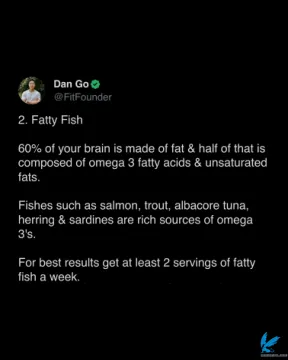 Dan Go
@FitFounder
2. Fatty Fish
60% of your brain is made of fat & half of that is
composed of omega 3 fatty acids & unsaturated
fats.
Fishes such as salmon, trout, albacore tuna,
herring & sardines are rich sources of omega
3's.
For best results get at least 2 servings of fatty
fish a week.